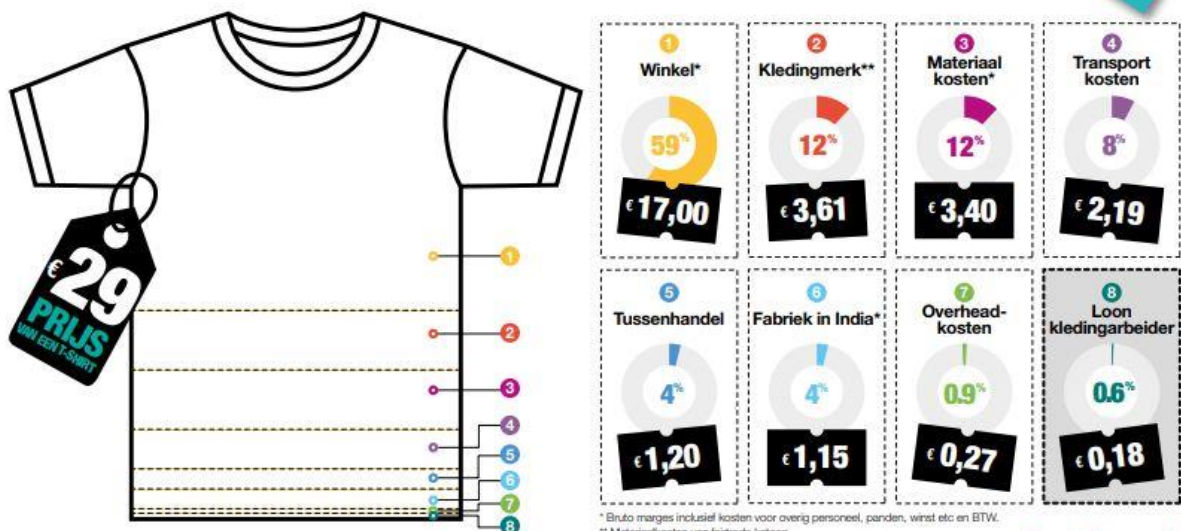 €29
PRIJS
VAN EEN T-SHIRT
1
2
3
4
5
6
7
8
1
Winkel*
59%
€ 17,00
2
Kledingmerk**
12%
€ 3,61
3
Materiaal
kosten*
12%
€ 3,40
4
Transport
kosten
8%
€ 2,19
5
Tussenhandel
4%
€ 1,20
6
Fabriek in India*
4%
€ 1,15
7
Overhead-
kosten
0.9%
€ 0,27
8
Loon
kledingarbeider
0.6%
€ 0,18
* Bruto marges inclusief kosten voor overig personeel, panden, winst etc en BTW.